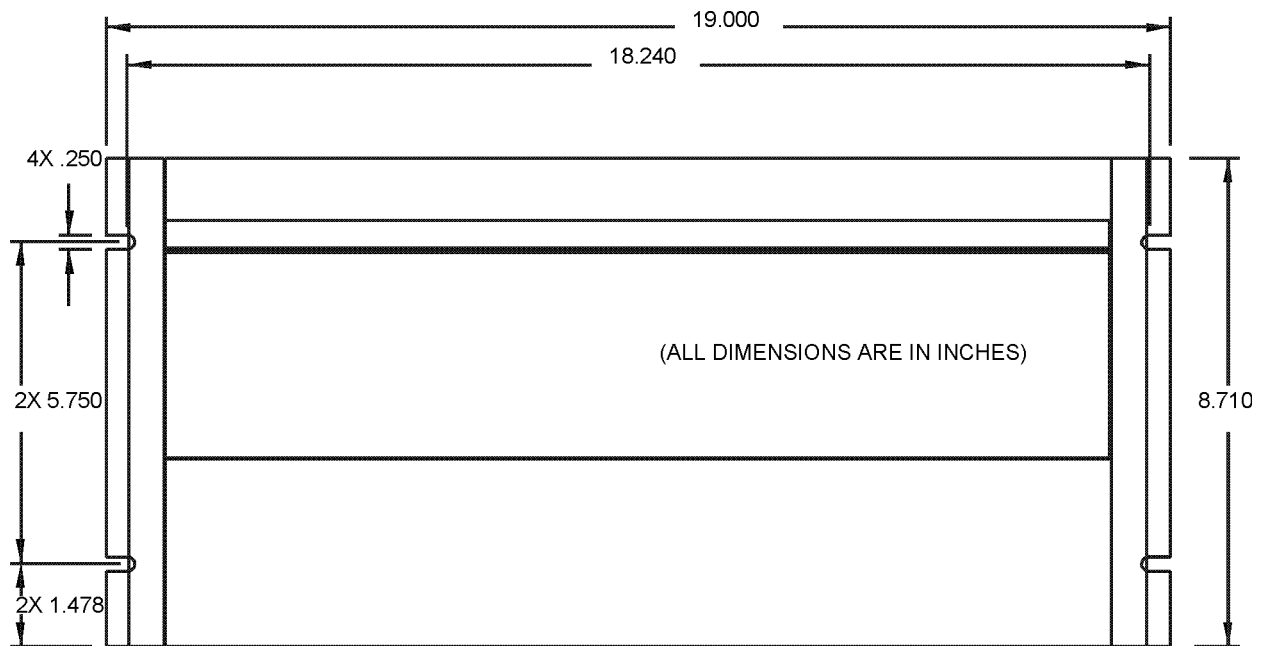 19.000
18.240
4X .250
(ALL DIMENSIONS ARE IN INCHES)
2X 5.750
8.710
2X 1.478